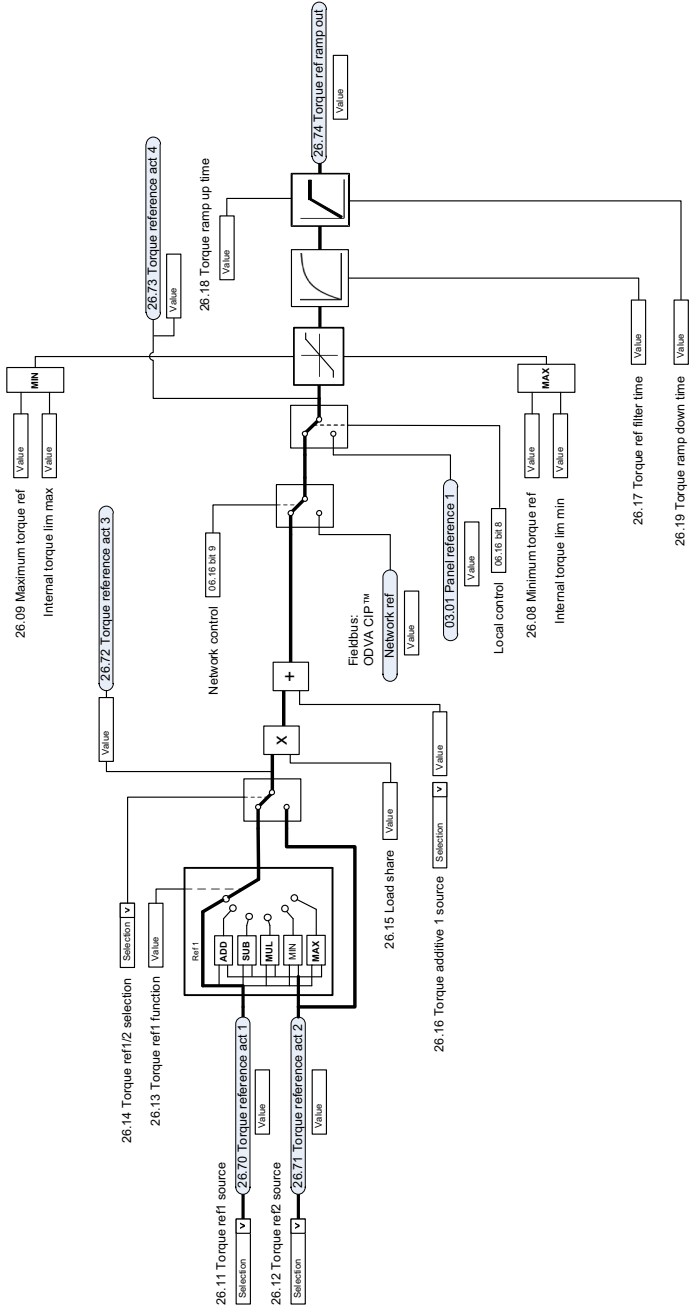 26.11 Torque ref1 source
Selection v
26.70 Torque reference act 1
Value
26.12 Torque ref2 source
Selection v
26.71 Torque reference act 2
Value
26.14 Torque ref1/2 selection
Selection v
26.13 Torque ref1 function
Value
Ref 1
ADD
SUB
MUL
MIN
MAX
Value
26.72 Torque reference act 3
X
26.15 Load share
Value
+
26.16 Torque additive 1 source
Selection v
Value
Network control
06.16 bit 9
Fieldbus:
ODVA CIP™
Network ref
Value
03.01 Panel reference 1
Value
Local control
06.16 bit 8
26.09 Maximum torque ref
Value
Internal torque lim max
Value
MIN
26.73 Torque reference act 4
Value
26.08 Minimum torque ref
Value
Internal torque lim min
Value
MAX
26.18 Torque ramp up time
Value
26.74 Torque ref ramp out
Value
26.17 Torque ref filter time
Value
26.19 Torque ramp down time
Value